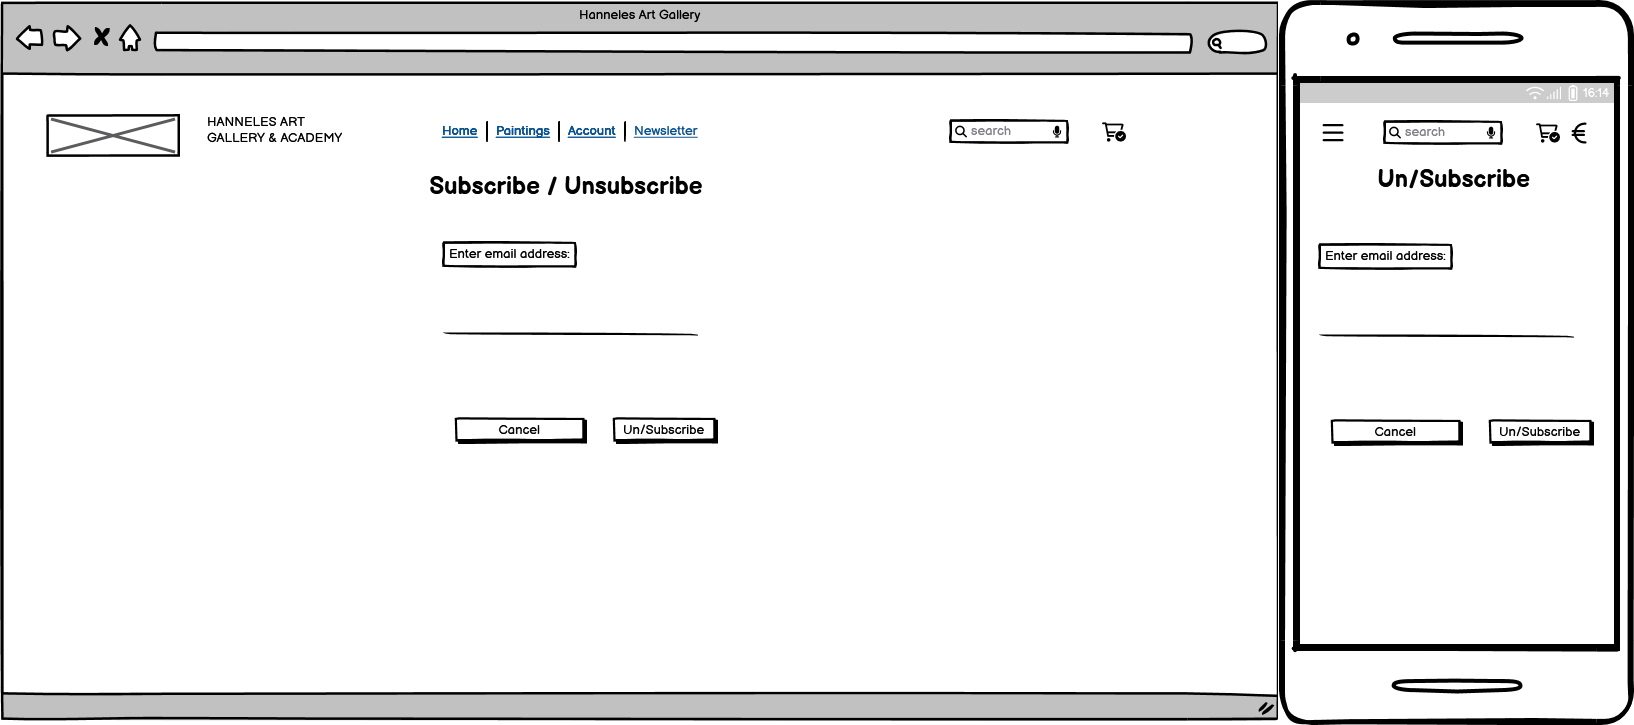 Hanneles Art Gallery
HANNELES ART
GALLERY & ACADEMY
Home
Paintings
Account
Newsletter
search
Subscribe / Unsubscribe
Enter email address:
Cancel
Un/Subscribe
16:14
search
€
Un/Subscribe
Enter email address:
Cancel
Un/Subscribe